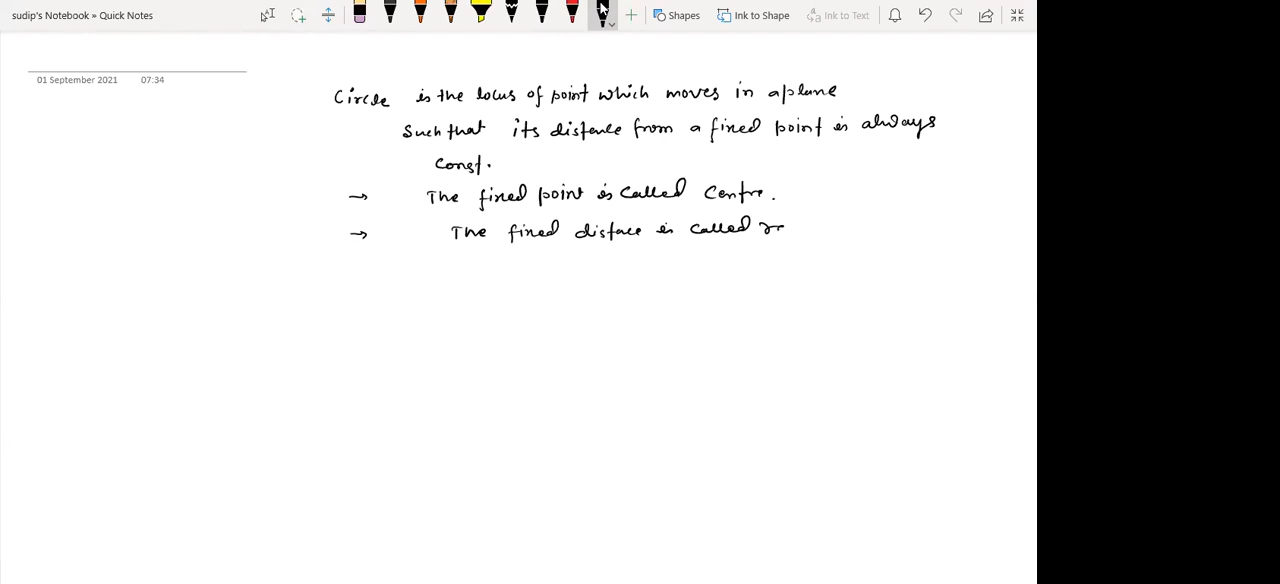 sudip's Notebook » Quick Notes
Shapes
Ink to Shape
Ink to Text
01 September 2021 07:34
Circle is the locus of point which moves in a plane
Such that its distance from a fixed point is always
Const.
→ The fixed point is called Centre.
→ The fixed distance is called